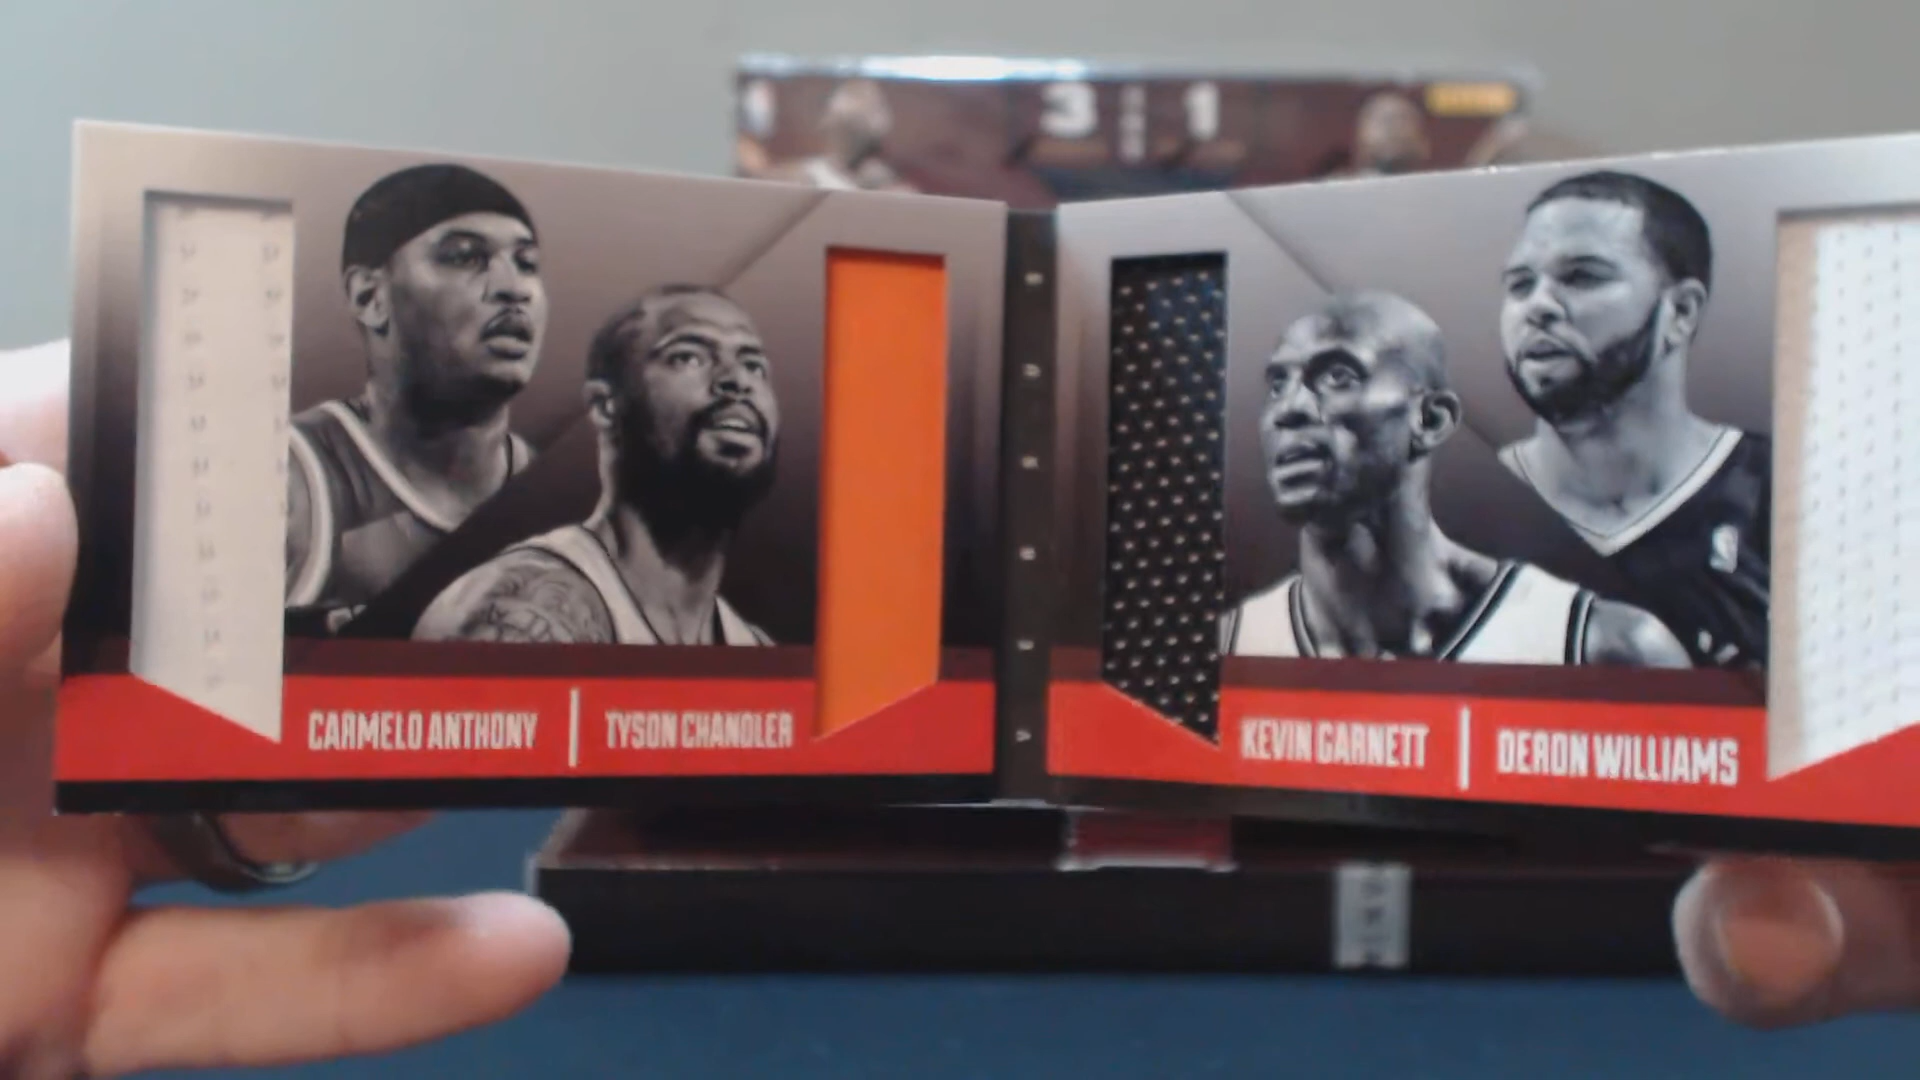 3 1
CARMELO ANTHONY | TYSON CHANDLER
KEVIN GARNETT | DERON WILLIAMS